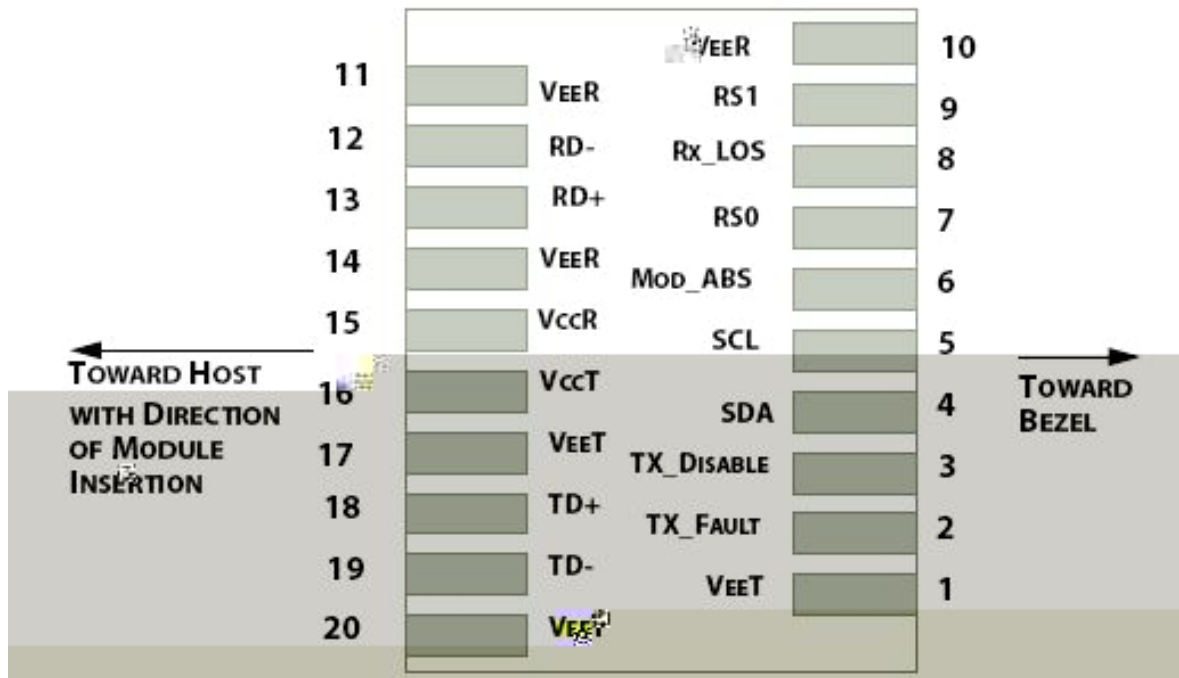 VEER 10
11 VEER
RS1 9
12 RD-
RX_LOS 8
13 RD+
RS0 7
14 VEER
MOD_ABS 6
15 VCCR
SCL 5
TOWARD HOST
WITH DIRECTION
OF MODULE
INSERTION
16 VCCT
TOWARD
BEZEL
SDA 4
17 VEET
TX_DISABLE 3
18 TD+
TX_FAULT 2
19 TD-
VEET 1
20 VEET